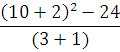 (10 + 2)² − 24
(3 + 1)